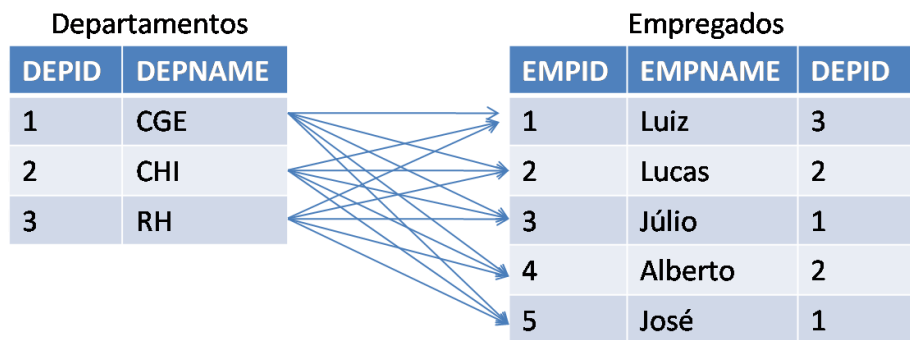 Departamentos
DEPID DEPNAME
1 CGE
2 CHI
3 RH
Empregados
EMPID EMPNAME DEPID
1 Luiz 3
2 Lucas 2
3 Júlio 1
4 Alberto 2
5 José 1